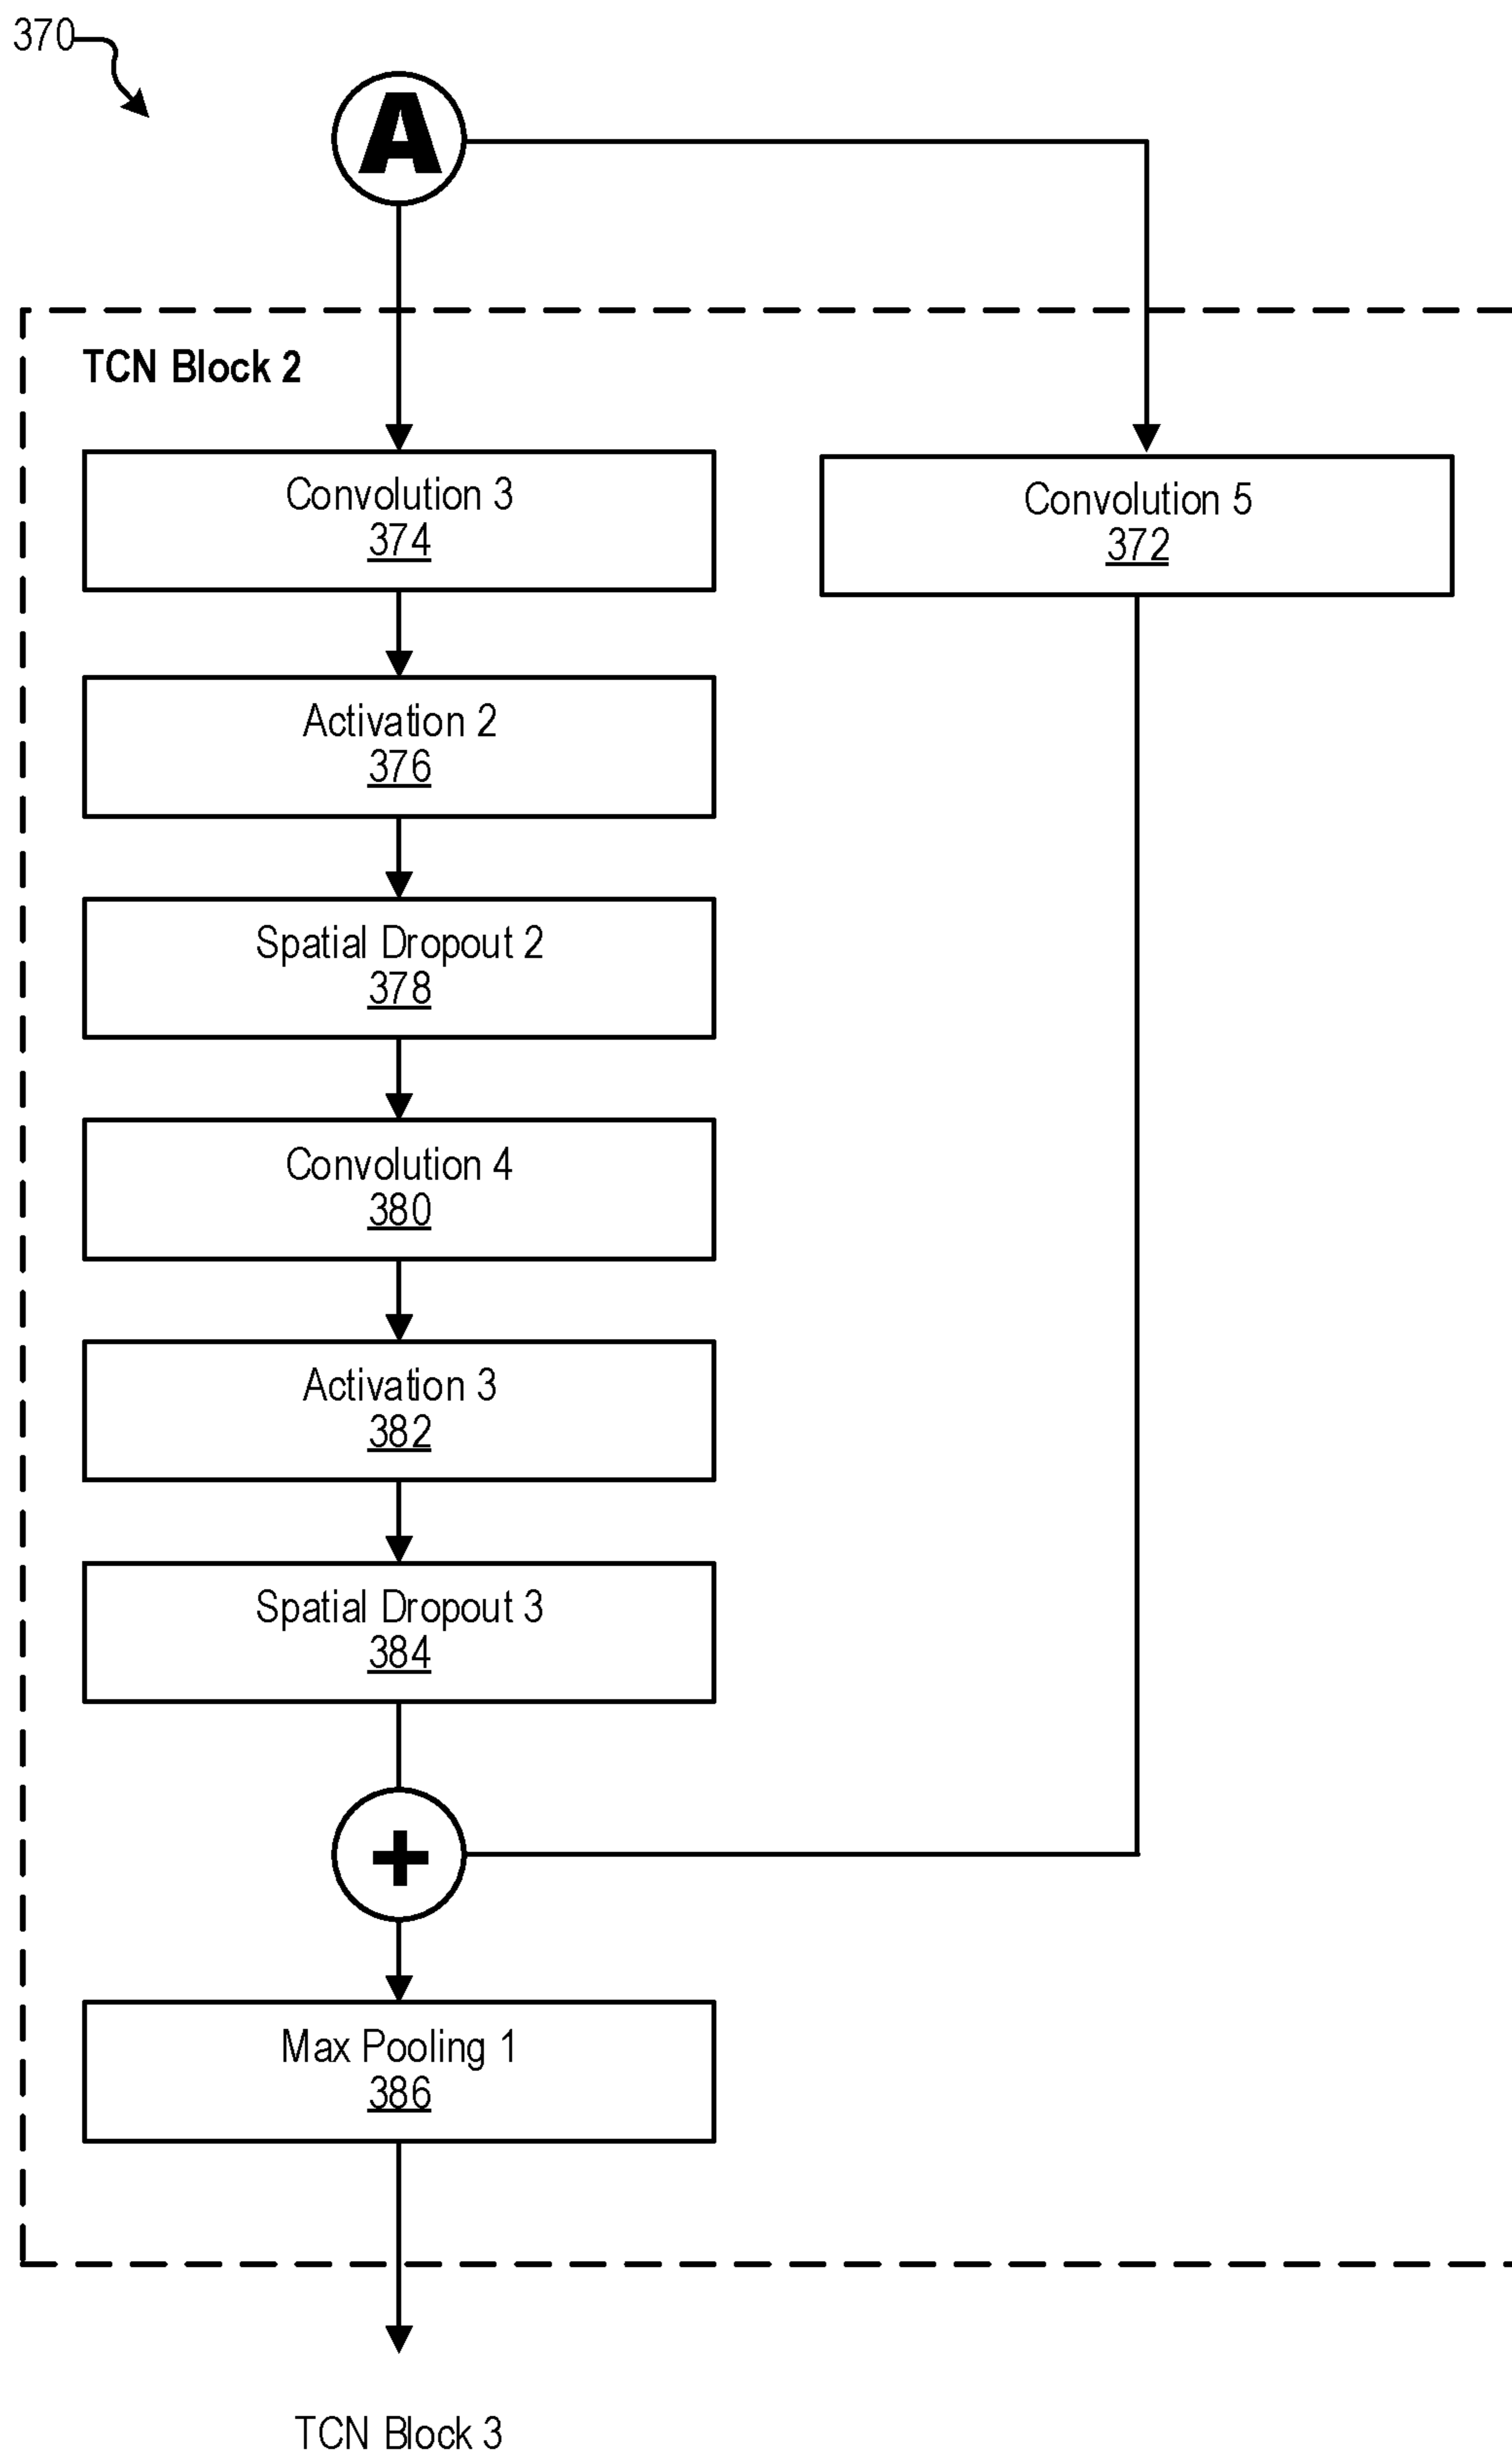 370
A
TCN Block 2
Convolution 3
374
Convolution 5
372
Activation 2
376
Spatial Dropout 2
378
Convolution 4
380
Activation 3
382
Spatial Dropout 3
384
+
Max Pooling 1
386
TCN Block 3